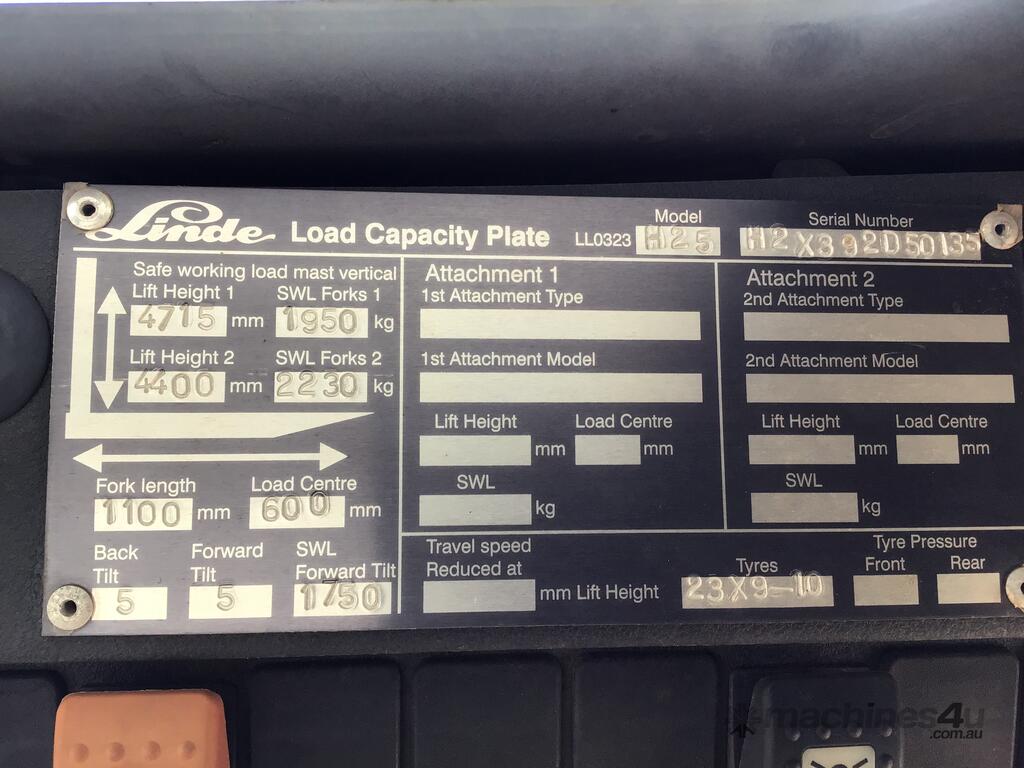 Linde Load Capacity Plate LL0323 Model H25 Serial Number H2X392D50135
Safe working load mast vertical
Lift Height 1 SWL Forks 1
4715 mm 1950 kg
Lift Height 2 SWL Forks 2
4400 mm 2230 kg
Fork length Load Centre
1100 mm 600 mm
Back Tilt Forward Tilt SWL Forward Tilt
5 5 1750
Attachment 1
1st Attachment Type
1st Attachment Model
Lift Height Load Centre
mm mm
SWL
kg
Attachment 2
2nd Attachment Type
2nd Attachment Model
Lift Height Load Centre
mm mm
SWL
kg
Travel speed
Reduced at mm Lift Height
Tyres
23X9-10
Tyre Pressure
Front Rear
machines4u
.com.au